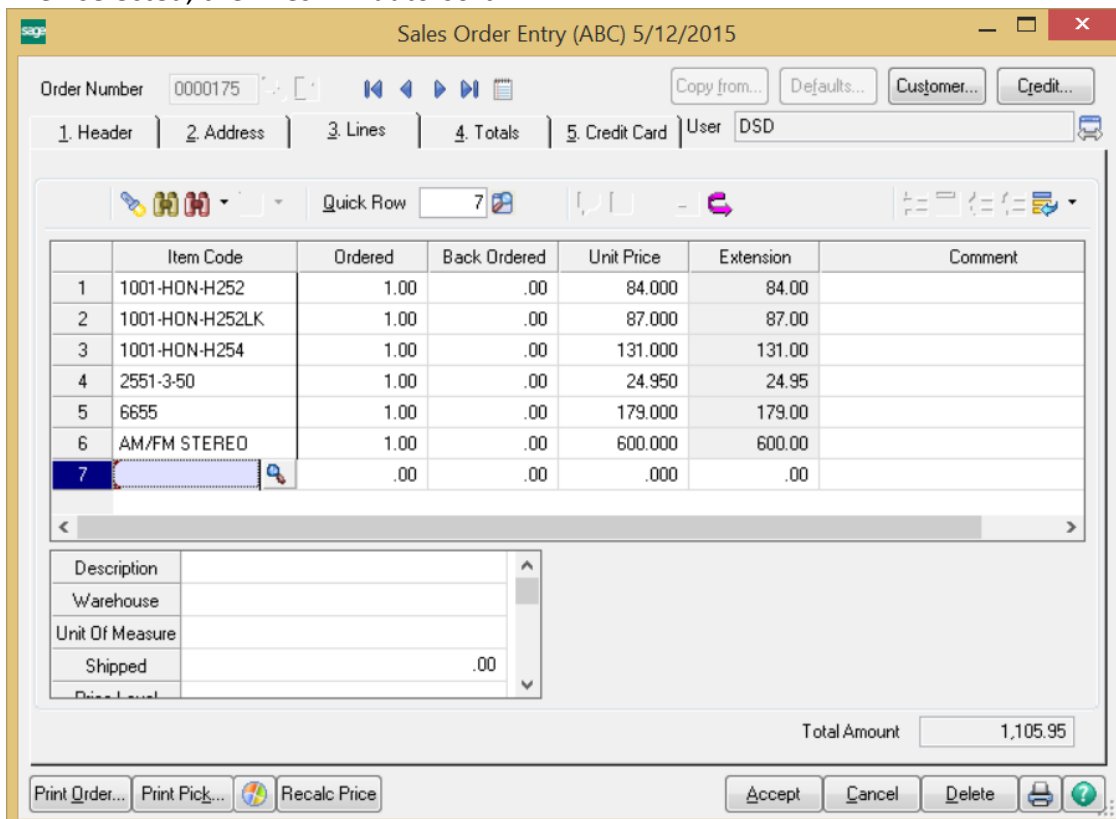 sage Sales Order Entry (ABC) 5/12/2015
Order Number 0000175 Copy from... Defaults... Customer... Credit...
1. Header 2. Address 3. Lines 4. Totals 5. Credit Card User DSD
Quick Row 7
Item Code Ordered Back Ordered Unit Price Extension Comment
1 1001-HON-H252 1.00 .00 84.000 84.00
2 1001-HON-H252LK 1.00 .00 87.000 87.00
3 1001-HON-H254 1.00 .00 131.000 131.00
4 2551-3-50 1.00 .00 24.950 24.95
5 6655 1.00 .00 179.000 179.00
6 AM/FM STEREO 1.00 .00 600.000 600.00
7 .00 .00 .000 .00
Description
Warehouse
Unit Of Measure
Shipped .00
Total Amount 1,105.95
Print Order... Print Pick... Recalc Price Accept Cancel Delete